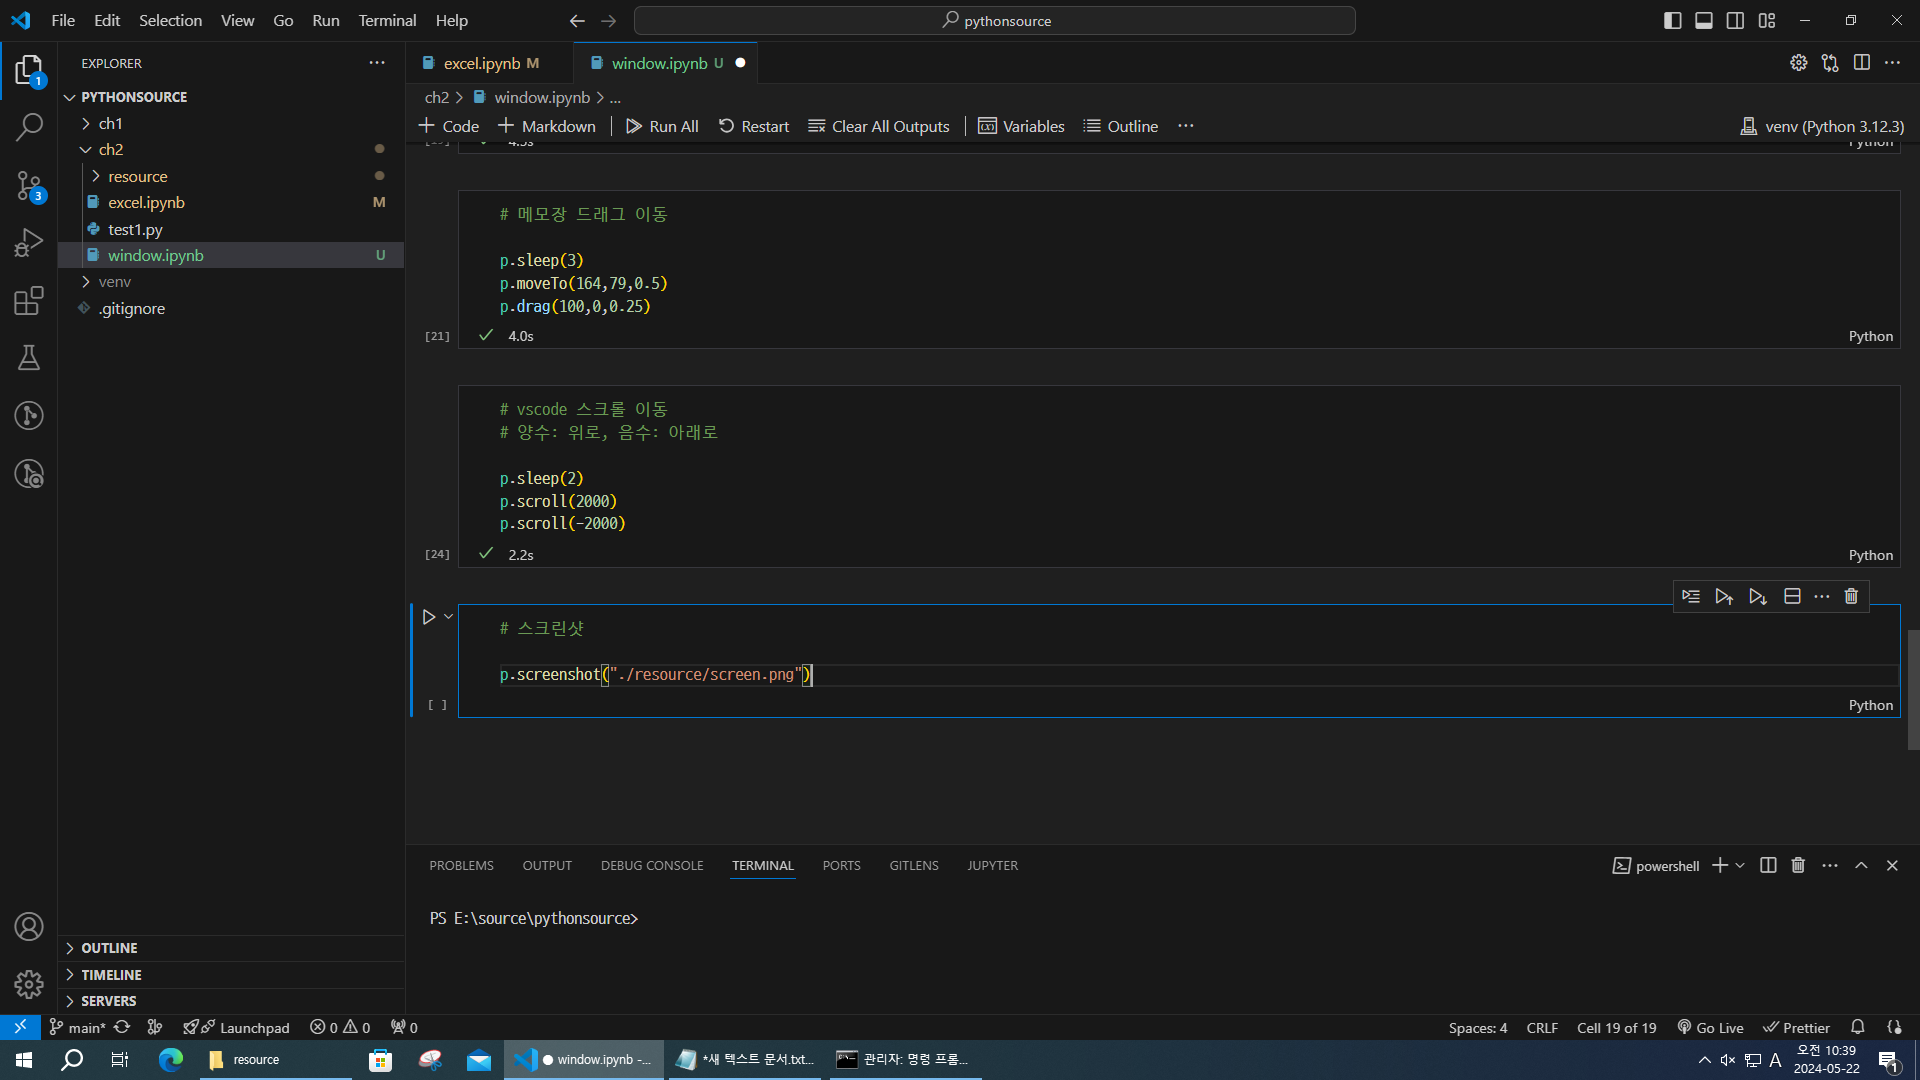 File Edit Selection View Go Run Terminal Help
pythonsource
EXPLORER
PYTHONSOURCE
ch1
ch2
resource
excel.ipynb M
test1.py
window.ipynb U
venv
.gitignore
OUTLINE
TIMELINE
SERVERS
1
3
excel.ipynb M
window.ipynb U
ch2 > window.ipynb > ...
Code Markdown Run All Restart Clear All Outputs Variables Outline
venv (Python 3.12.3)
# 메모장 드래그 이동
p.sleep(3)
p.moveTo(164,79,0.5)
p.drag(100,0,0.25)
[21] 4.0s Python
# vscode 스크롤 이동
# 양수: 위로, 음수: 아래로
p.sleep(2)
p.scroll(2000)
p.scroll(-2000)
[24] 2.2s Python
# 스크린샷
p.screenshot("./resource/screen.png")
[ ] Python
PROBLEMS OUTPUT DEBUG CONSOLE TERMINAL PORTS GITLENS JUPYTER
powershell
PS E:\source\pythonsource>
main* Launchpad 0 0 0
Spaces: 4 CRLF Cell 19 of 19 Go Live Prettier
resource
window.ipynb -...
*새 텍스트 문서.txt...
관리자: 명령 프롬...
A
오전 10:39
2024-05-22
1